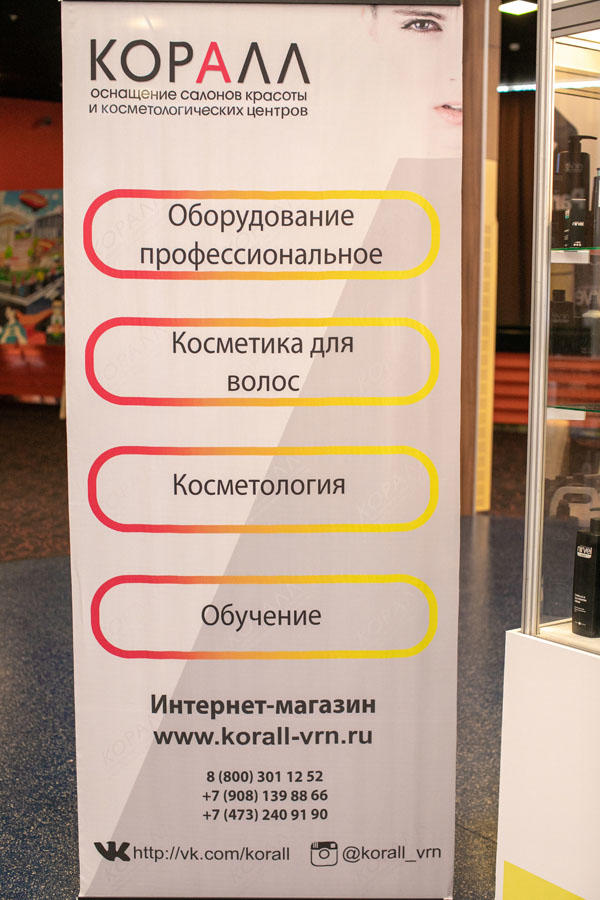 КОРАЛЛ
оснащение салонов красоты
и косметологических центров
Оборудование
профессиональное
Косметика для
волос
Косметология
Обучение
Интернет-магазин
www.korall-vrn.ru
8 (800) 301 12 52
+7 (908) 139 88 66
+7 (473) 240 91 90
http://vk.com/korall
@korall_vrn
nirvel